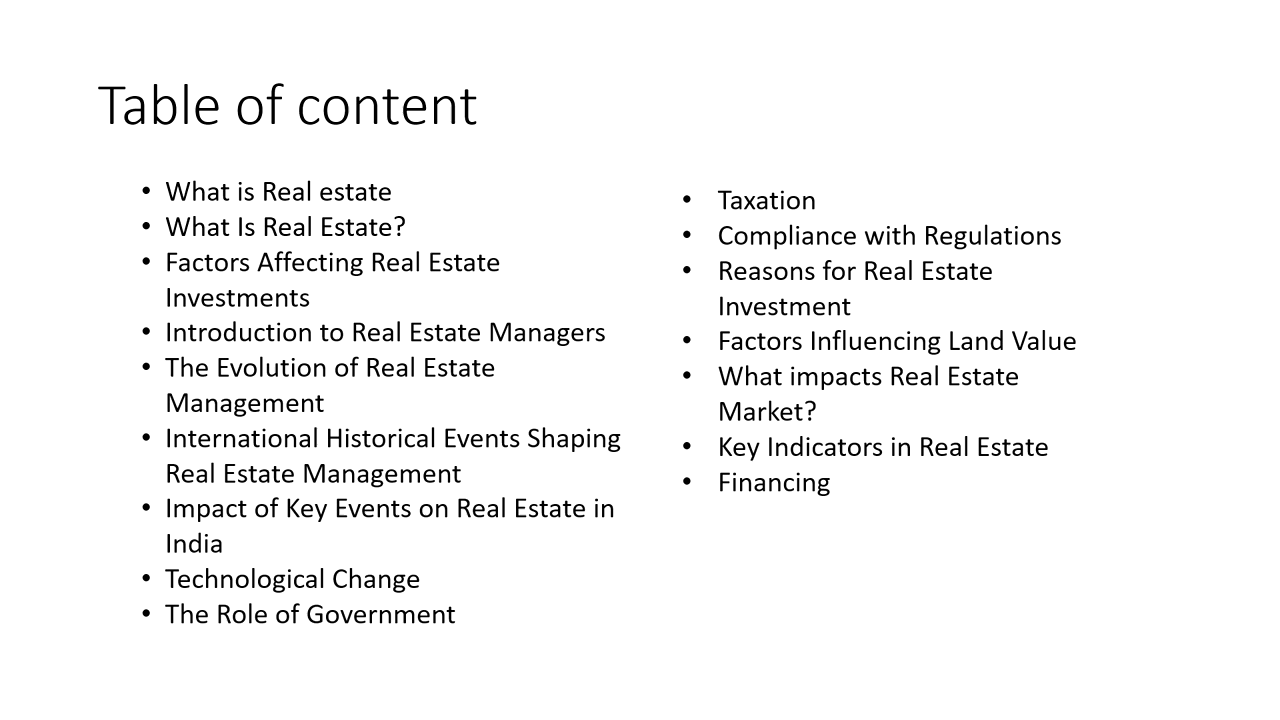 Table of content
• What is Real estate
• What Is Real Estate?
• Factors Affecting Real Estate
Investments
• Introduction to Real Estate Managers
• The Evolution of Real Estate
Management
• International Historical Events Shaping
Real Estate Management
• Impact of Key Events on Real Estate in
India
• Technological Change
• The Role of Government
• Taxation
• Compliance with Regulations
• Reasons for Real Estate
Investment
• Factors Influencing Land Value
• What impacts Real Estate
Market?
• Key Indicators in Real Estate
• Financing